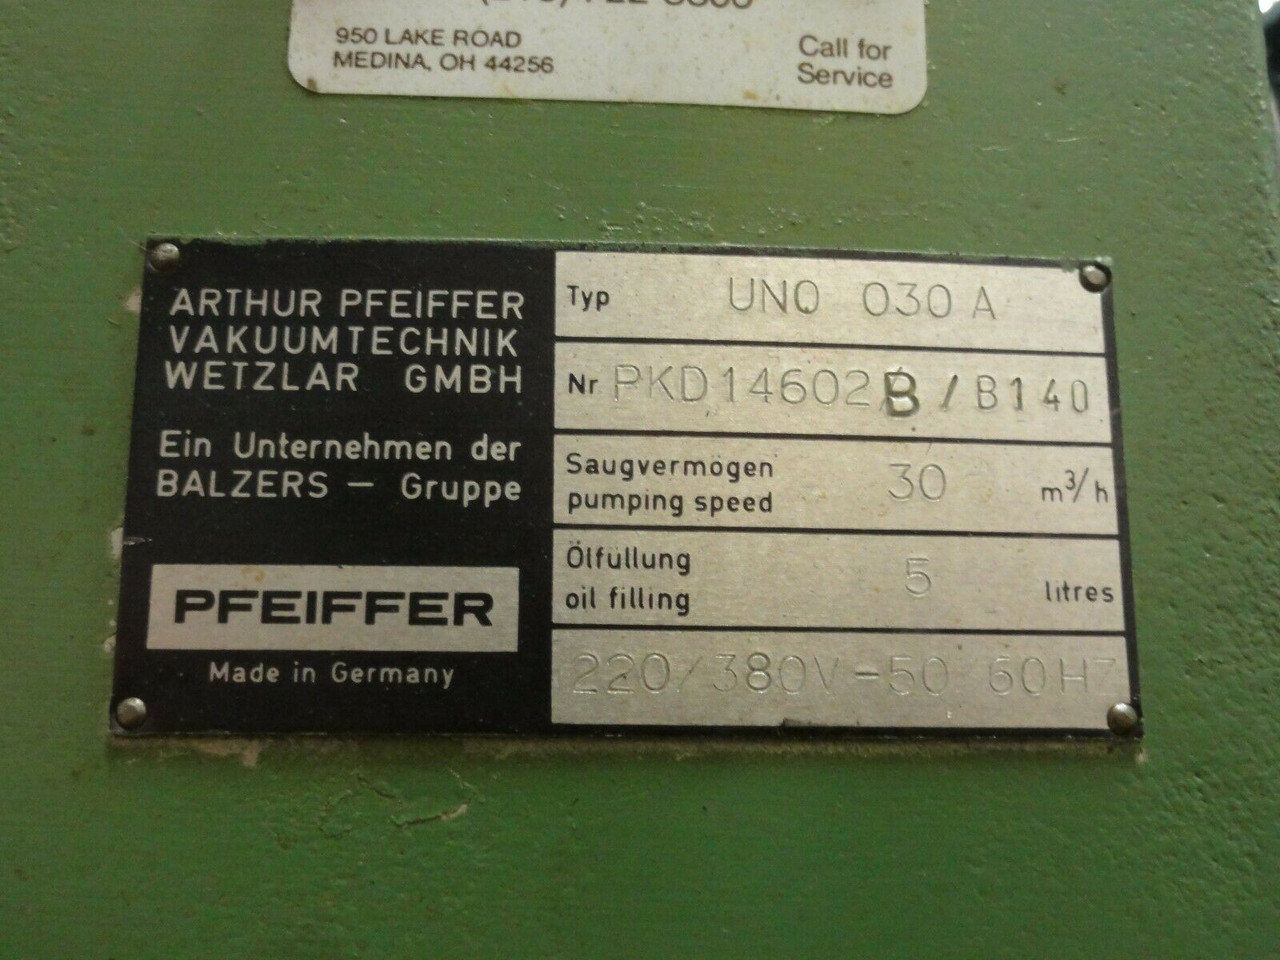 950 LAKE ROAD
MEDINA, OH 44256
Call for
Service
ARTHUR PFEIFFER
VAKUUMTECHNIK
WETZLAR GMBH
Ein Unternehmen der
BALZERS – Gruppe
PFEIFFER
Made in Germany
Typ UNO 030 A
Nr PKD14602B / B140
Saugvermögen
pumping speed 30 m³/h
Ölfüllung
oil filling 5 litres
220/380V-50 60HZ